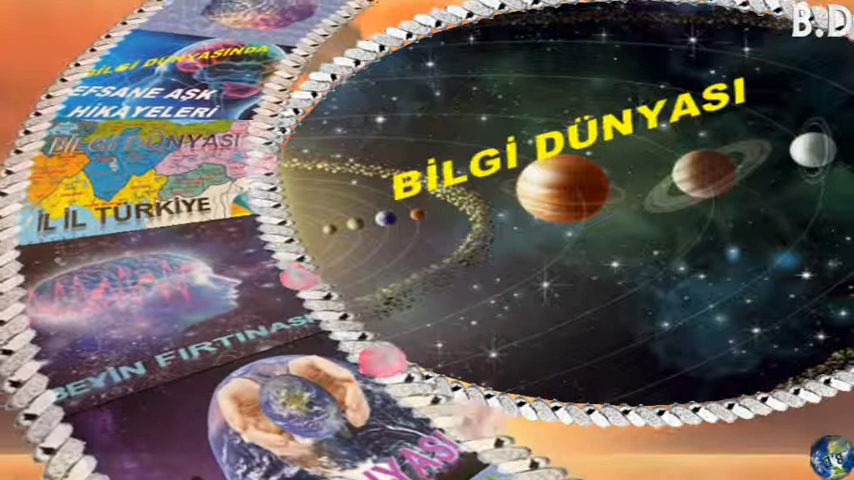 B.D
BİLGİ DÜNYASI
BİLGİ DÜNYASINDA
EFSANE AŞK
HİKAYELERİ
BİLGİ DÜNYASI
İL İL TÜRKİYE
BEYİN FIRTINASI
B.D